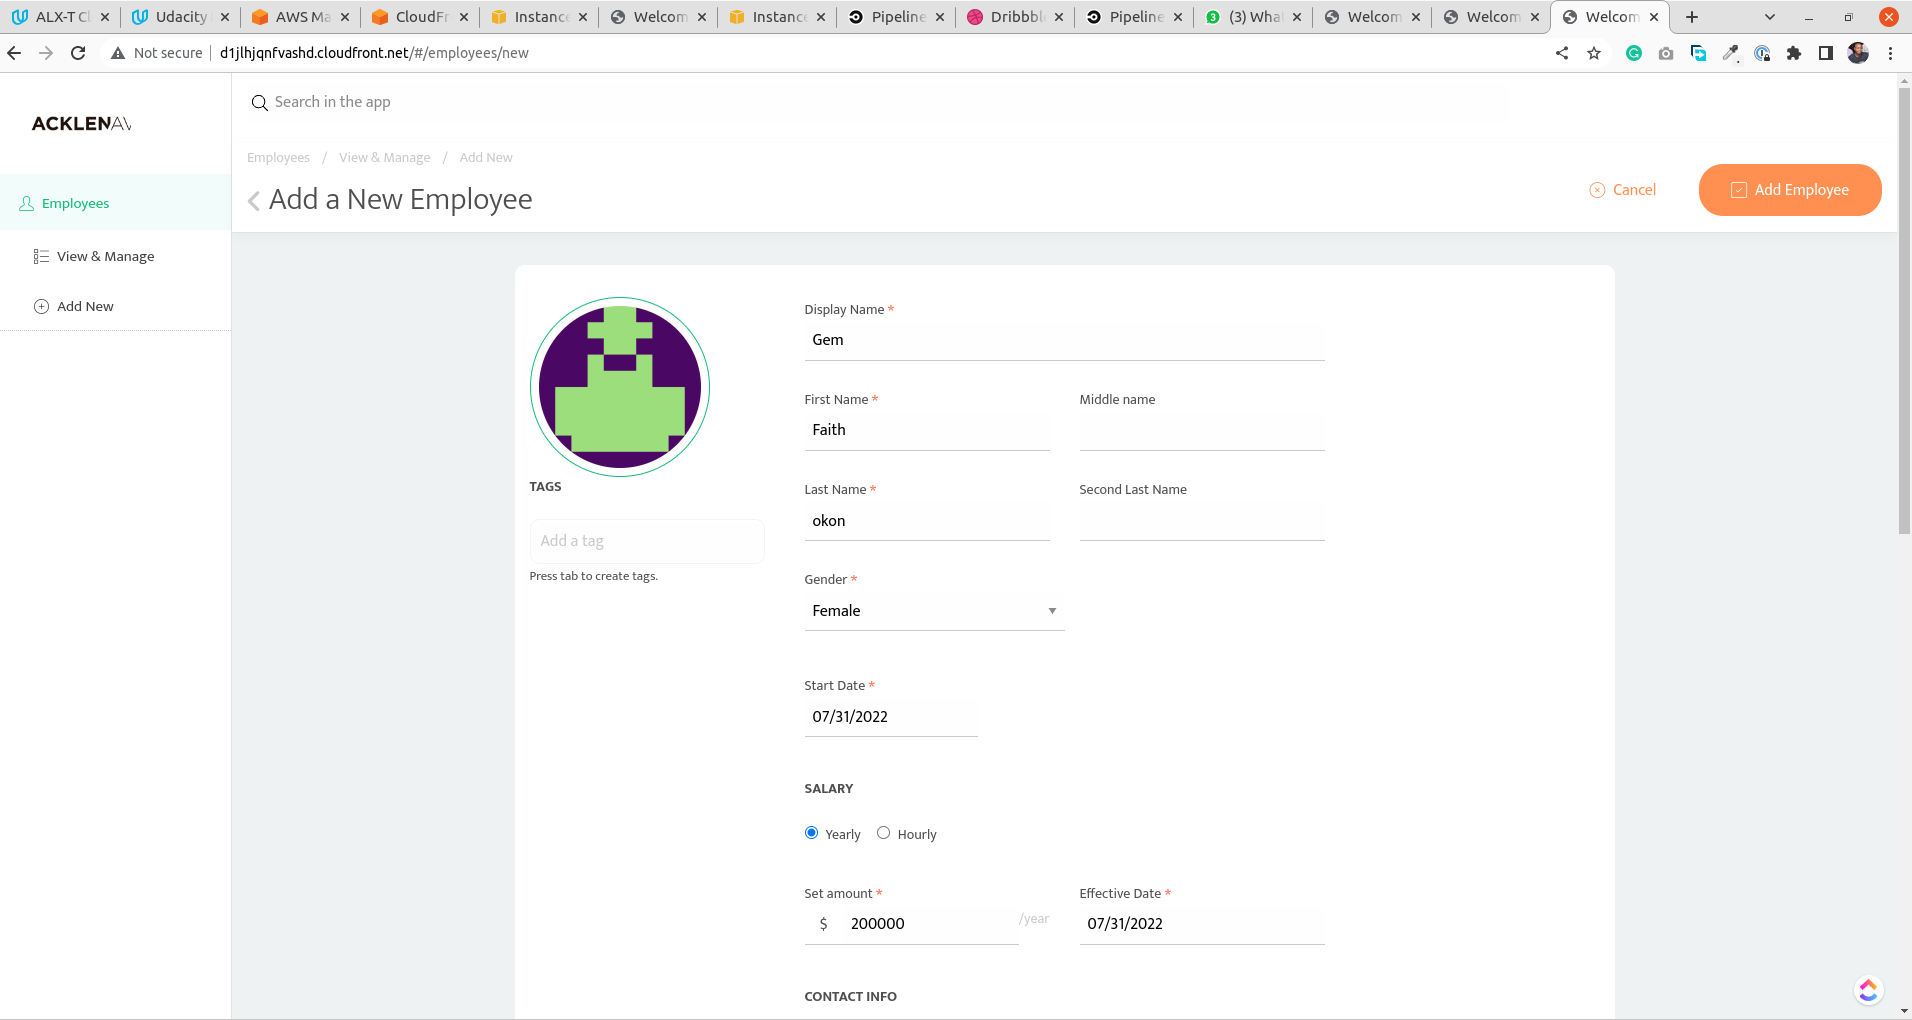 ALX-T Cl
Udacity
AWS Ma
CloudFr
Instance
Welcom
Instance
Pipeline
Dribbbl
Pipeline
(3) Wha
Welcom
Welcom
Welcom
Not secure
d1jlhjqnfvashd.cloudfront.net/#/employees/new
ACKLENAV
Search in the app
Employees / View & Manage / Add New
Add a New Employee
Cancel
Add Employee
Employees
View & Manage
Add New
Display Name *
Gem
First Name *
Middle name
Faith
TAGS
Last Name *
Second Last Name
okon
Add a tag
Press tab to create tags.
Gender *
Female
Start Date *
07/31/2022
SALARY
Yearly
Hourly
Set amount *
Effective Date *
$ 200000 /year
07/31/2022
CONTACT INFO